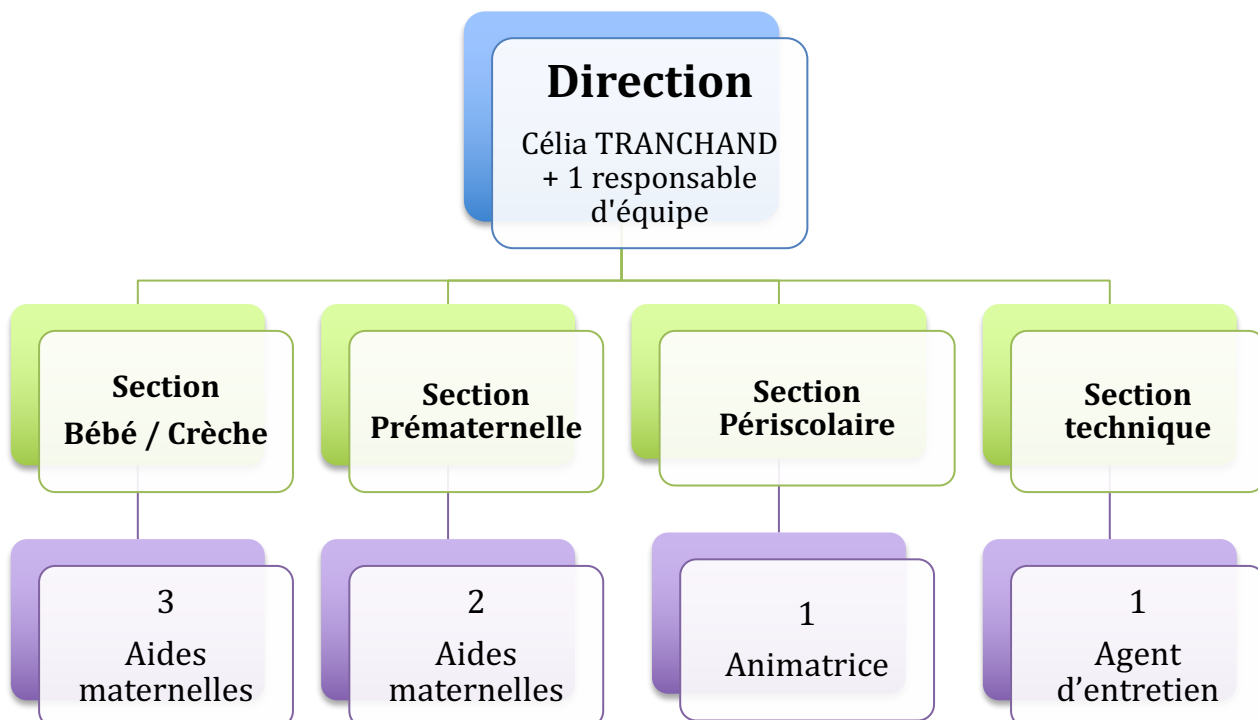 Direction
Célia TRANCHAND
+ 1 responsable
d'équipe
Section
Bébé / Crèche
Section
Prématernelle
Section
Périscolaire
Section
technique
3
Aides
maternelles
2
Aides
maternelles
1
Animatrice
1
Agent
d’entretien